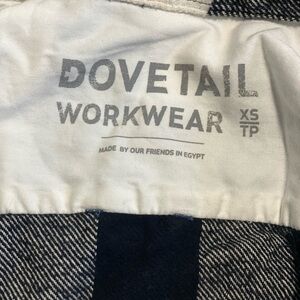 DOVETAIL
WORKWEAR XS
TP
MADE BY OUR FRIENDS IN EGYPT